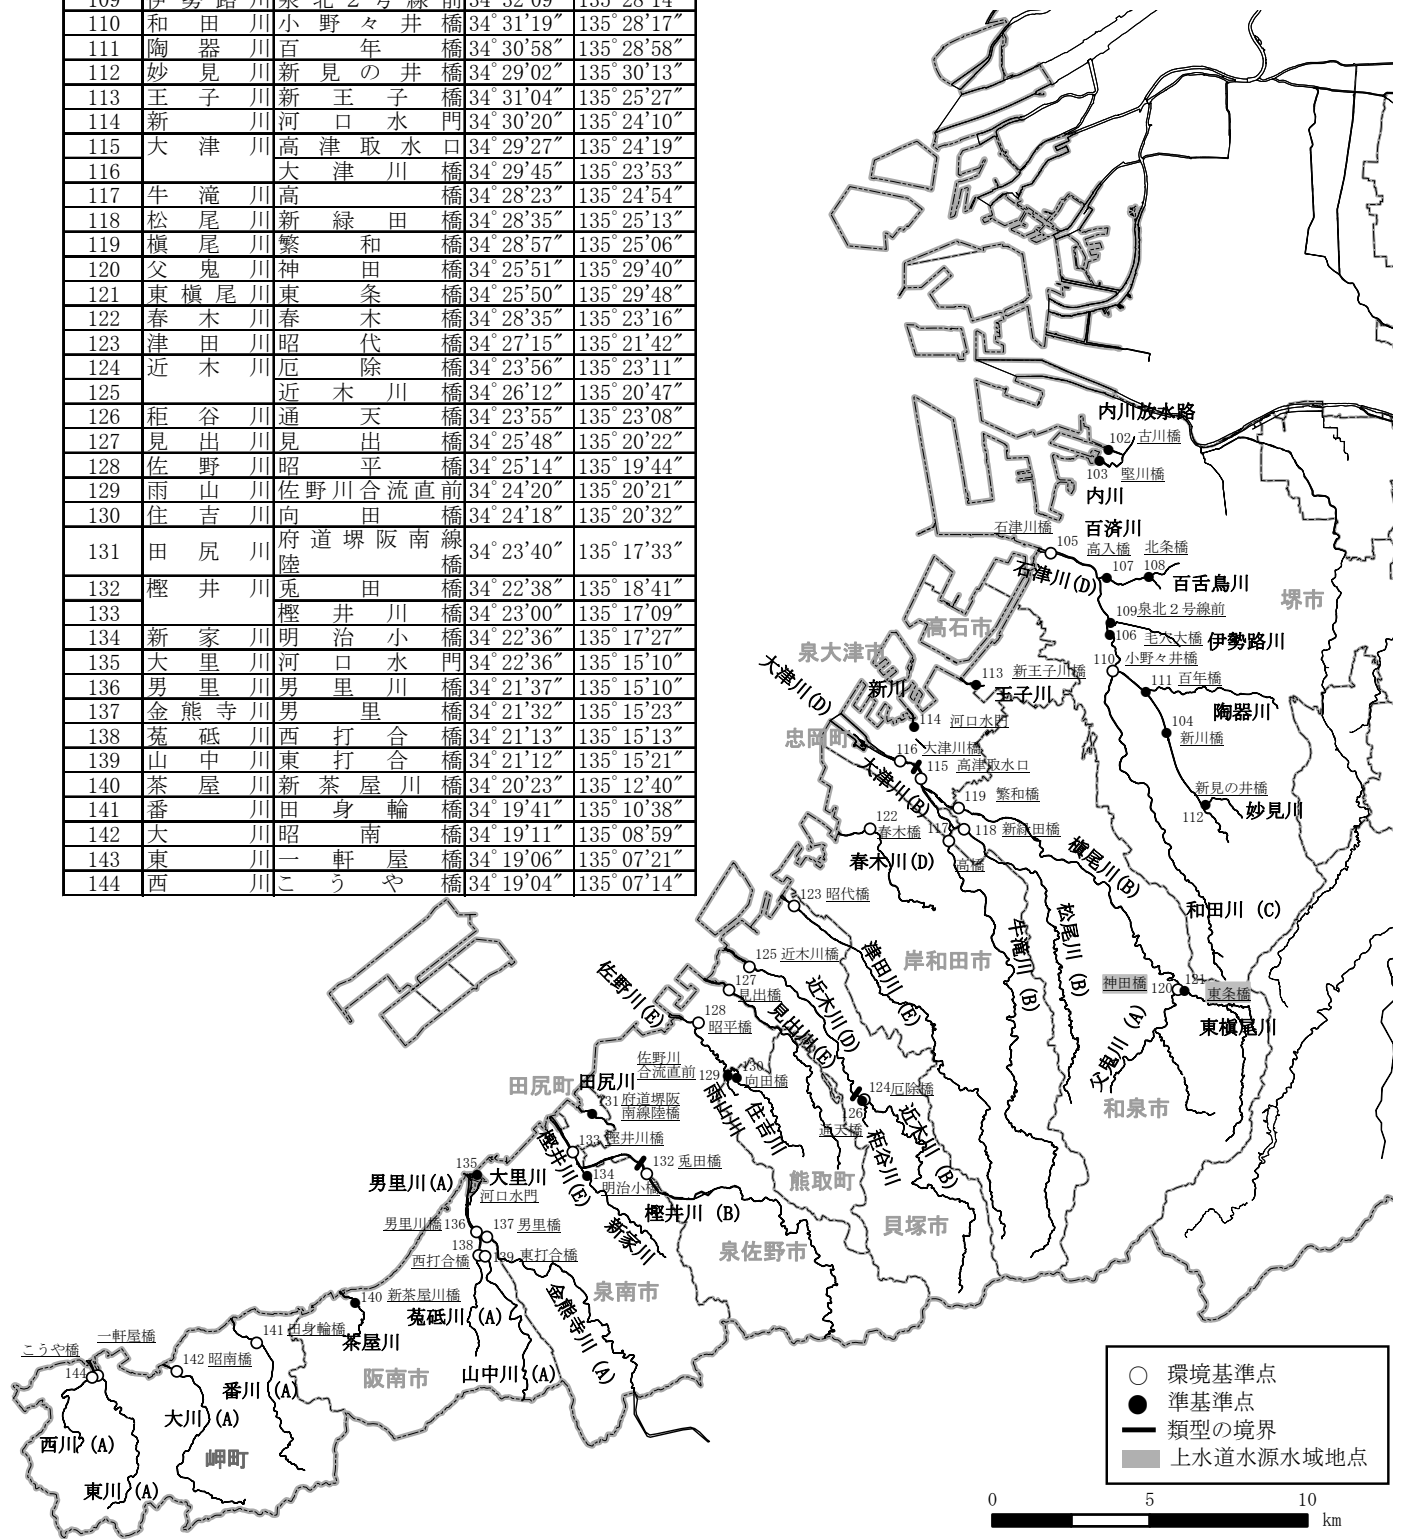 109 伊勢路川 泉北２号線前 34°32'09" 135°28'14"
110 和田川 小野々井橋 34°31'19" 135°28'17"
111 陶器川 百年橋 34°30'58" 135°28'58"
112 妙見川 新見の井橋 34°29'02" 135°30'13"
113 王子川 新王子橋 34°31'04" 135°25'27"
114 新川 河口水門 34°30'20" 135°24'10"
115 大津川 高津取水口 34°29'27" 135°24'19"
116 大津川橋 34°29'45" 135°23'53"
117 牛滝川 高橋 34°28'23" 135°24'54"
118 松尾川 新緑田橋 34°28'35" 135°25'13"
119 槇尾川 繁和橋 34°28'57" 135°25'06"
120 父鬼川 神田橋 34°25'51" 135°29'40"
121 東槇尾川 東条橋 34°25'50" 135°29'48"
122 春木川 春木橋 34°28'35" 135°23'16"
123 津田川 昭代橋 34°27'15" 135°21'42"
124 近木川 厄除橋 34°23'56" 135°23'11"
125 近木川橋 34°26'12" 135°20'47"
126 秬谷川 通天橋 34°23'55" 135°23'08"
127 見出川 見出橋 34°25'48" 135°20'22"
128 佐野川 昭平橋 34°25'14" 135°19'44"
129 雨山川 佐野川合流直前 34°24'20" 135°20'21"
130 住吉川 向田橋 34°24'18" 135°20'32"
131 田尻川 府道堺阪南線陸橋 34°23'40" 135°17'33"
132 樫井川 兎田橋 34°22'38" 135°18'41"
133 樫井川橋 34°23'00" 135°17'09"
134 新家川 明治小橋 34°22'36" 135°17'27"
135 大里川 河口水門 34°22'36" 135°15'10"
136 男里川 男里川橋 34°21'37" 135°15'10"
137 金熊寺川 男里橋 34°21'32" 135°15'23"
138 菟砥川 西打合橋 34°21'13" 135°15'13"
139 山中川 東打合橋 34°21'12" 135°15'21"
140 茶屋川 新茶屋川橋 34°20'23" 135°12'40"
141 番川 田身輪橋 34°19'41" 135°10'38"
142 大川 昭南橋 34°19'11" 135°08'59"
143 東川 一軒屋橋 34°19'06" 135°07'21"
144 西川 こうや橋 34°19'04" 135°07'14"
内川放水路
102 古川橋
103 堅川橋
内川
石津川橋
105
百済川
高入橋
107
北条橋
108
石津川(D)
百舌鳥川
堺市
109 泉北２号線前
106 毛穴大橋
伊勢路川
110 小野々井橋
高石市
泉大津市
113 新王子川橋
王子川
111 百年橋
陶器川
大津川(D)
新川
114 河口水門
104
新川橋
忠岡町
116 大津川橋
115 高津取水口
大津川(B)
119 繁和橋
新見の井橋
112
妙見川
122
春木橋
春木川(D)
117
高橋
118 新緑田橋
槇尾川(B)
123 昭代橋
和田川 (C)
松尾川 (B)
牛滝川 (B)
岸和田市
津田川(E)
125 近木川橋
近木川(D)
佐野川(E)
127
見出橋
見出川(E)
128
昭平橋
神田橋
120
121
東条橋
東槇尾川
父鬼川 (A)
和泉市
佐野川
合流直前
129
130
向田橋
雨山川
住吉川
124 厄除橋
126
通天橋
近木川 (B)
秬谷川
田尻町
田尻川
131 府道堺阪
南線陸橋
熊取町
貝塚市
133 樫井川橋
樫井川(E)
132 兎田橋
134
明治小橋
樫井川 (B)
新家川
泉佐野市
135
大里川
河口水門
男里川(A)
男里川橋 136
137 男里橋
138
西打合橋
139 東打合橋
泉南市
金熊寺川 (A)
140 新茶屋川橋
茶屋川
菟砥川 (A)
山中川 (A)
阪南市
141 田身輪橋
番川 (A)
142 昭南橋
大川 (A)
一軒屋橋
こうや橋
144
西川 (A)
東川 (A)
岬町
環境基準点
準基準点
類型の境界
上水道水源水域地点
0 5 10
km